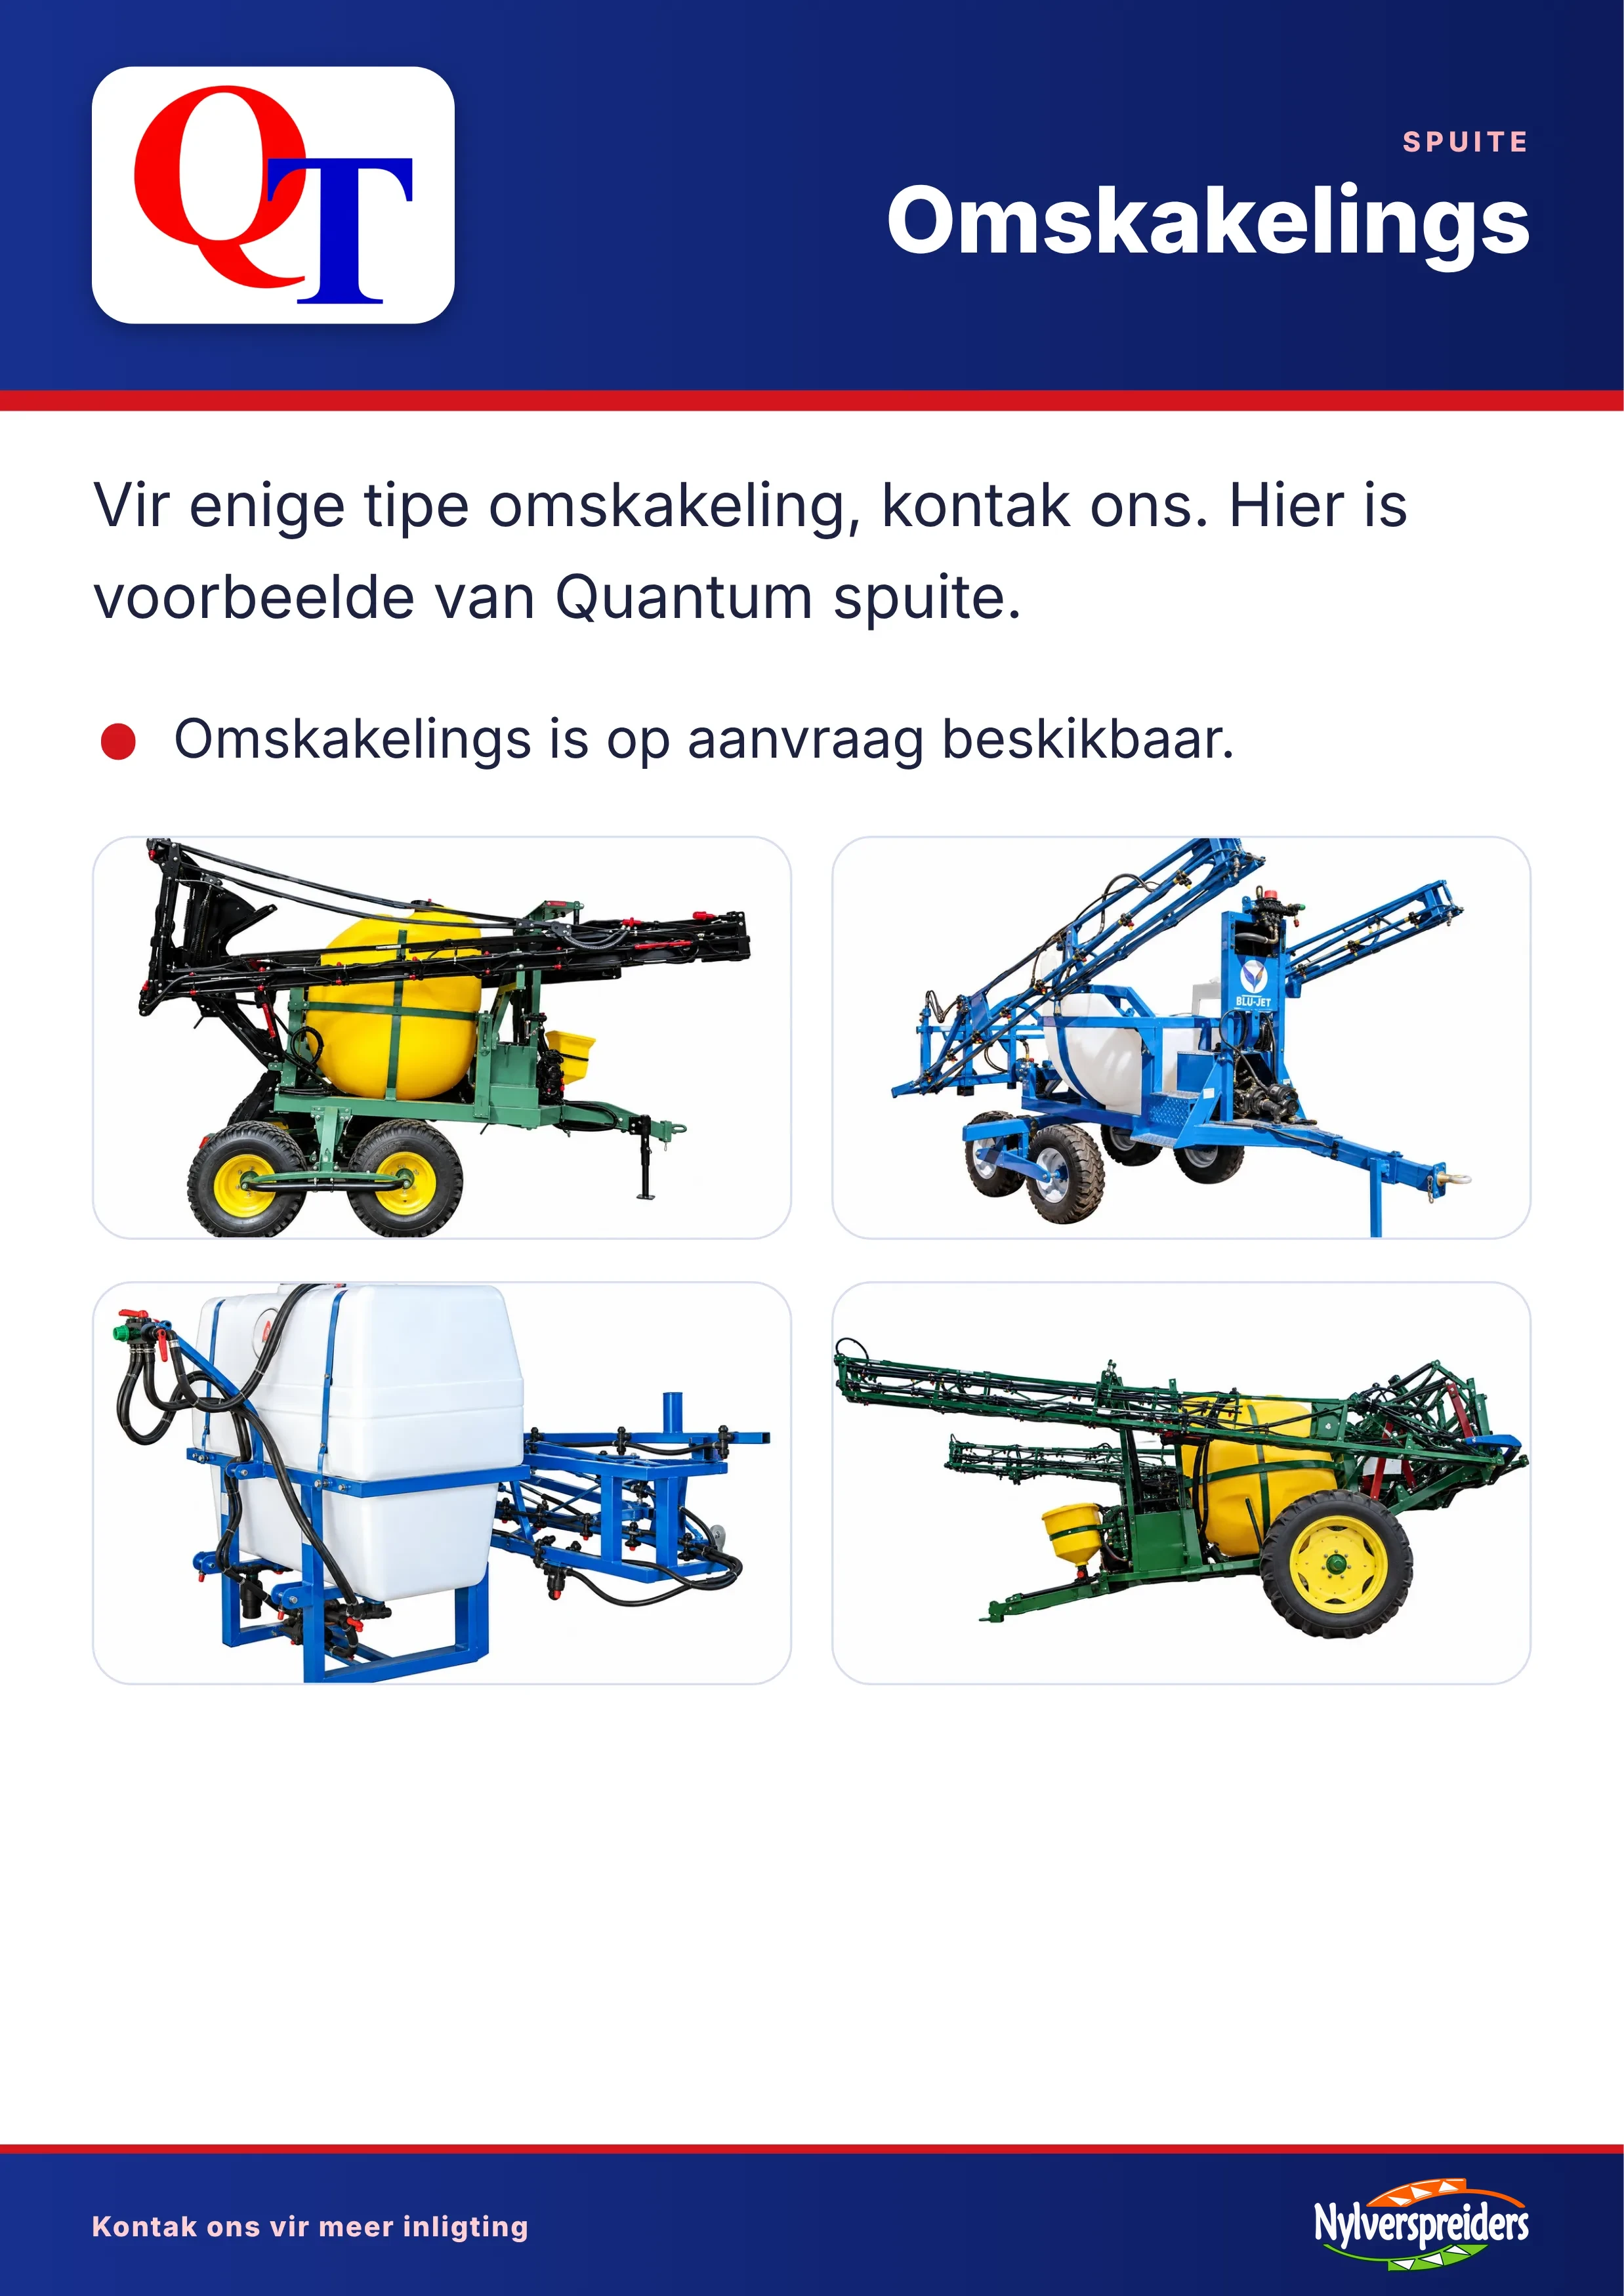 QT
SPUITE
Omskakelings
Vir enige tipe omskakeling, kontak ons. Hier is
voorbeelde van Quantum spuite.
Omskakelings is op aanvraag beskikbaar.
BLU-JET
Kontak ons vir meer inligting
Nylverspreiders